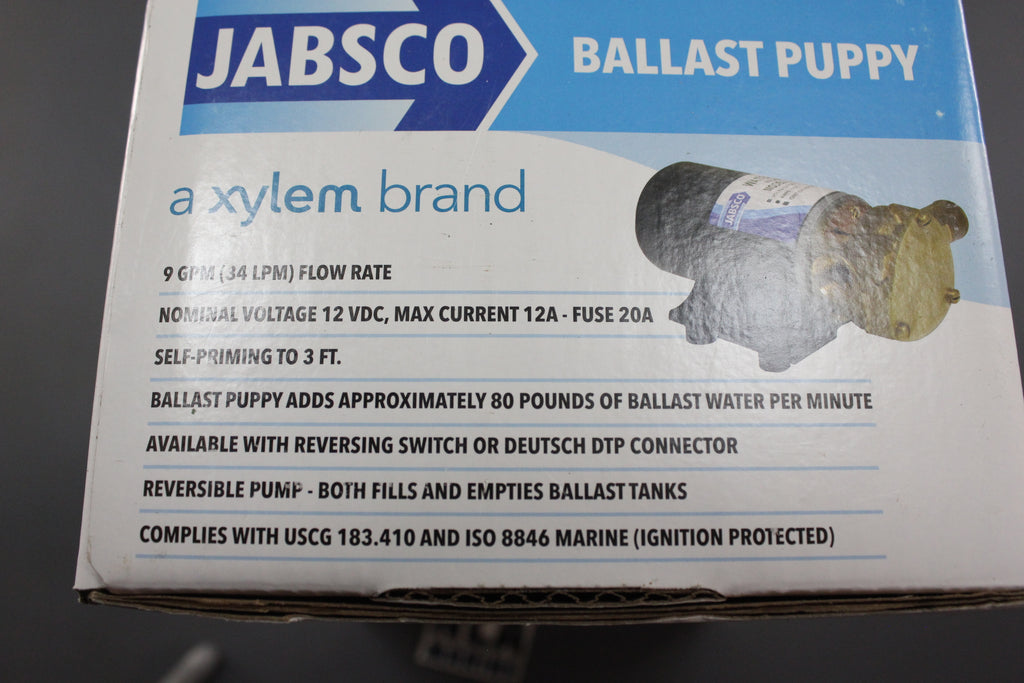 JABSCO
BALLAST PUPPY
a xylem brand
JABSCO
9 GPM (34 LPM) FLOW RATE
NOMINAL VOLTAGE 12 VDC, MAX CURRENT 12A - FUSE 20A
SELF-PRIMING TO 3 FT.
BALLAST PUPPY ADDS APPROXIMATELY 80 POUNDS OF BALLAST WATER PER MINUTE
AVAILABLE WITH REVERSING SWITCH OR DEUTSCH DTP CONNECTOR
REVERSIBLE PUMP - BOTH FILLS AND EMPTIES BALLAST TANKS
COMPLIES WITH USCG 183.410 AND ISO 8846 MARINE (IGNITION PROTECTED)